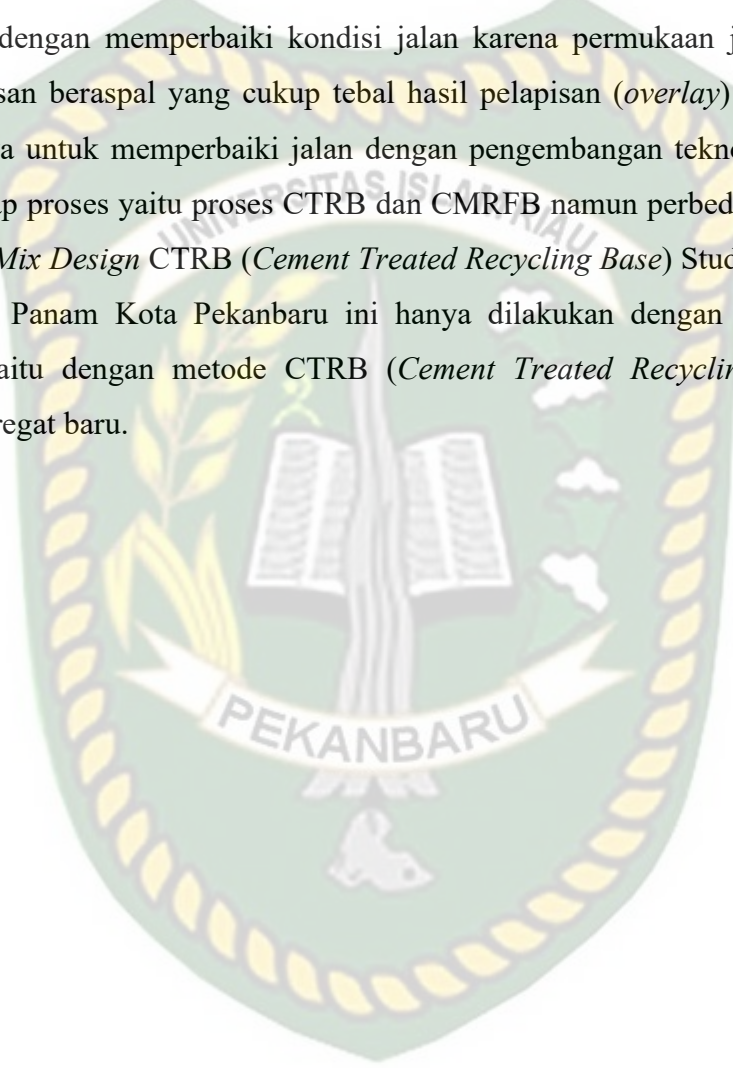 dengan memperbaiki kondisi jalan karena permukaan
san beraspal yang cukup tebal hasil pelapisan (overlay)
a untuk memperbaiki jalan dengan pengembangan tekno
p proses yaitu proses CTRB dan CMRFB namun perbed
Mix Design CTRB (Cement Treated Recycling Base) Stud
Panam Kota Pekanbaru ini hanya dilakukan dengan
aitu dengan metode CTRB (Cement Treated Recyclin
regat baru.
UNIVERSITAS ISLAM RIAU
PEKANBARU